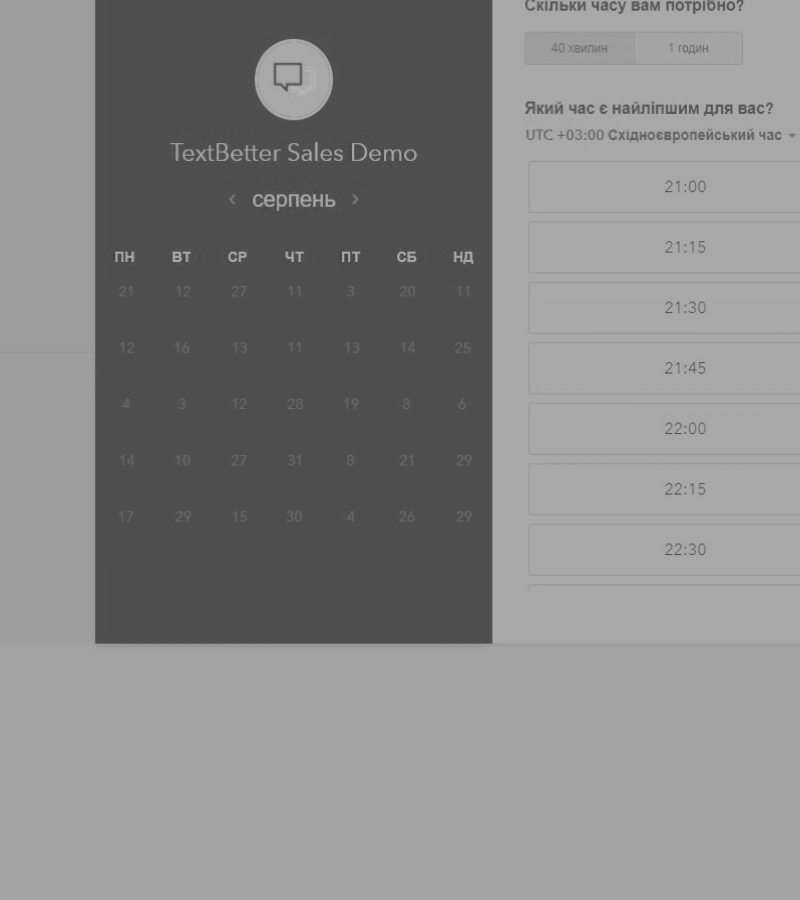 Скільки часу вам потрібно?
40 хвилин 1 годин
Який час є найліпшим для вас?
UTC +03:00 Східноєвропейський час
TextBetter Sales Demo
серпень
ПН ВТ СР ЧТ ПТ СБ НД
21 12 27 11 3 20 11
12 16 13 11 13 14 25
4 3 12 28 19 8 6
14 10 27 31 8 21 29
17 29 15 30 4 26 29
21:00
21:15
21:30
21:45
22:00
22:15
22:30